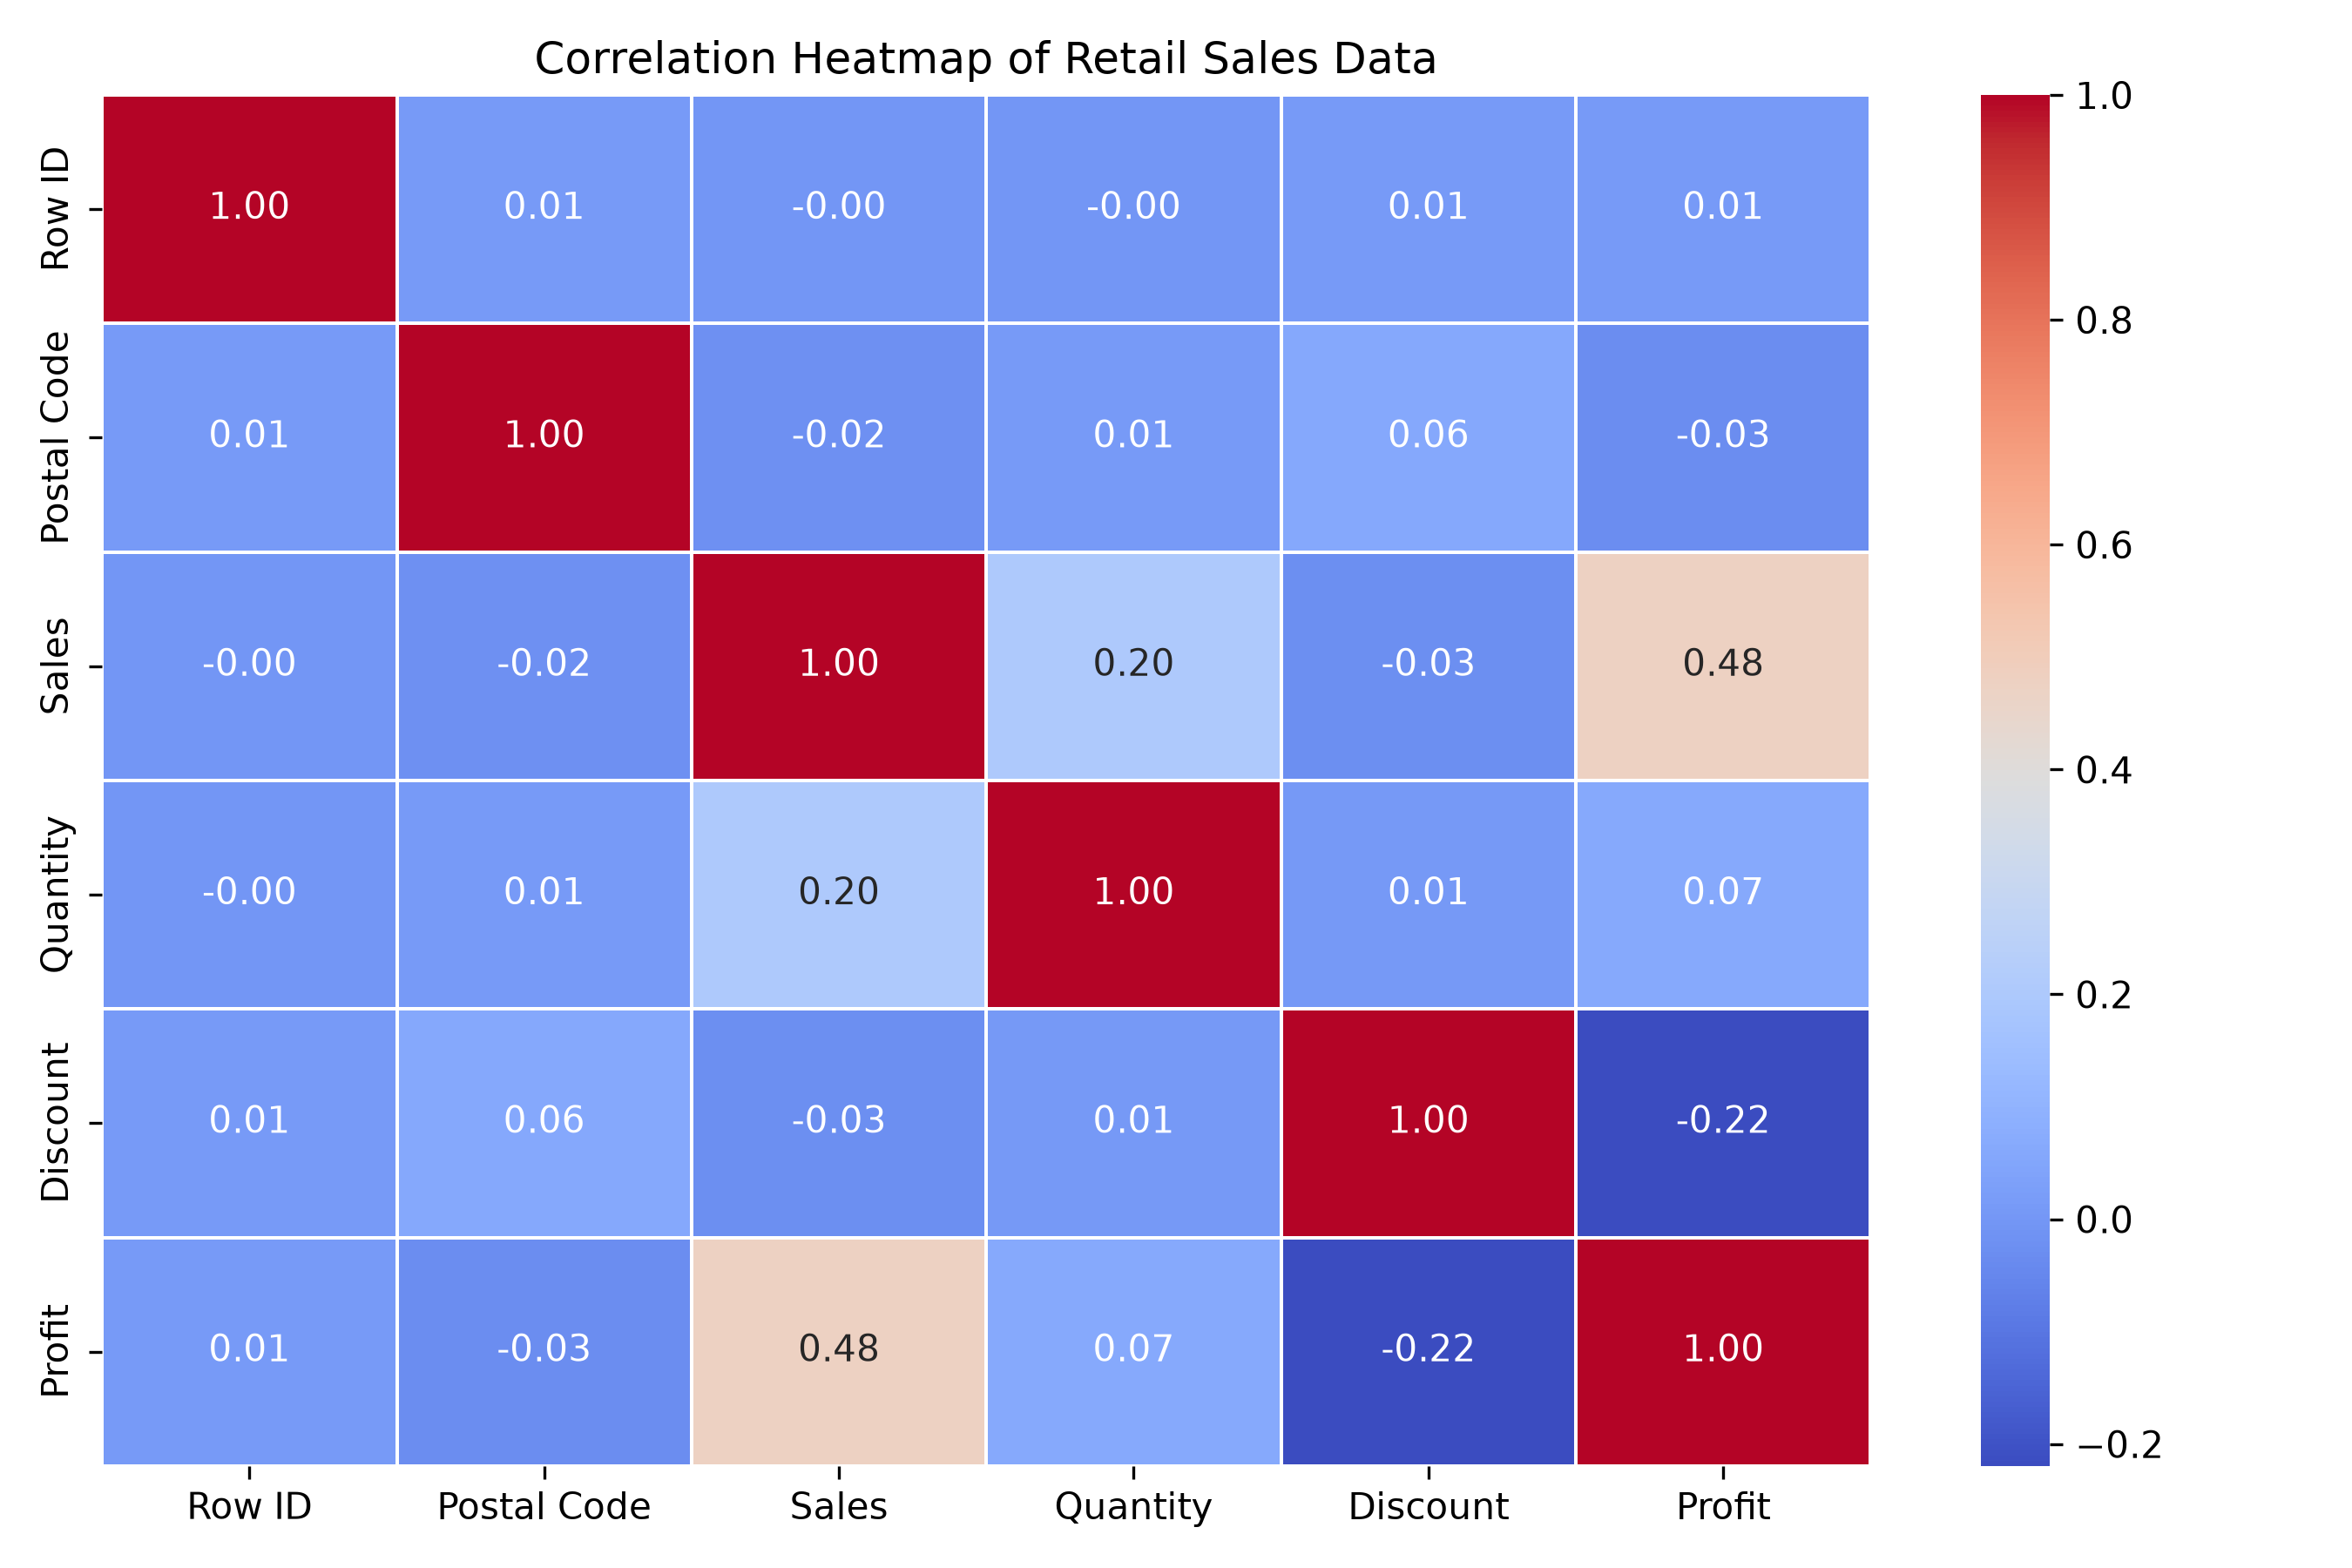 Correlation Heatmap of Retail Sales Data
Row ID 1.00 0.01 -0.00 -0.00 0.01 0.01
Postal Code 0.01 1.00 -0.02 0.01 0.06 -0.03
Sales -0.00 -0.02 1.00 0.20 -0.03 0.48
Quantity -0.00 0.01 0.20 1.00 0.01 0.07
Discount 0.01 0.06 -0.03 0.01 1.00 -0.22
Profit 0.01 -0.03 0.48 0.07 -0.22 1.00
Row ID Postal Code Sales Quantity Discount Profit
1.0
0.8
0.6
0.4
0.2
0.0
−0.2